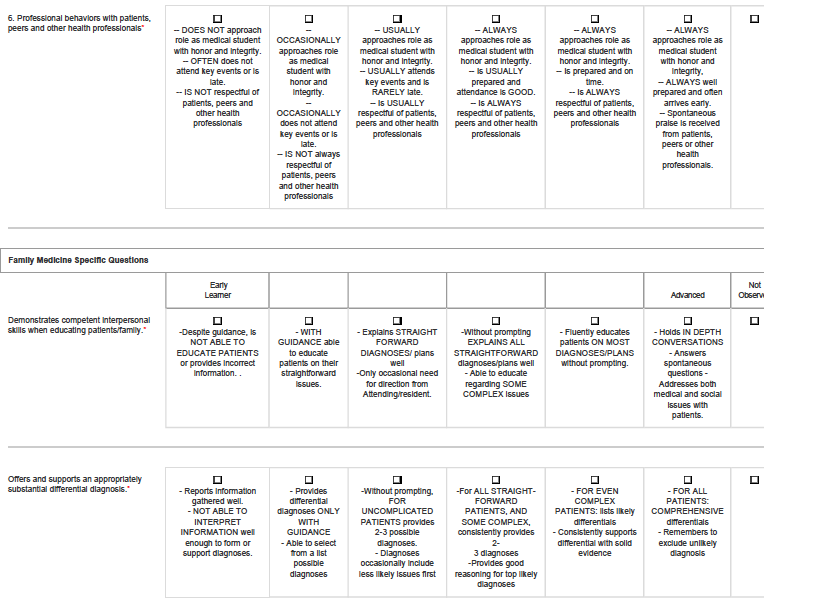 6. Professional behaviors with patients,
peers and other health professionals*
-- DOES NOT approach
role as medical student
with honor and integrity.
-- OFTEN does not
attend key events or is
late.
-- IS NOT respectful of
patients, peers and
other health
professionals
--
OCCASIONALLY
approaches role
as medical
student with
honor and
integrity.
--
OCCASIONALLY
does not attend
key events or is
late.
-- IS NOT always
respectful of
patients, peers
and other health
professionals
-- USUALLY
approaches role as
medical student with
honor and integrity.
-- USUALLY attends
key events and is
RARELY late.
-- Is USUALLY
respectful of patients,
peers and other health
professionals
-- ALWAYS
approaches role as
medical student with
honor and integrity.
-- Is USUALLY
prepared and
attendance is GOOD.
-- Is ALWAYS
respectful of patients,
peers and other health
professionals
-- ALWAYS
approaches role as
medical student with
honor and integrity.
-- Is prepared and on
time.
-- Is ALWAYS
respectful of patients,
peers and other health
professionals
-- ALWAYS
approaches role as
medical student
with honor and
integrity,
-- ALWAYS well
prepared and often
arrives early.
-- Spontaneous
praise is received
from patients,
peers or other
health
professionals.
Family Medicine Specific Questions
Early
Learner
Advanced
Not
Observe
Demonstrates competent interpersonal
skills when educating patients/family.*
-Despite guidance, is
NOT ABLE TO
EDUCATE PATIENTS
or provides incorrect
information. .
- WITH
GUIDANCE able
to educate
patients on their
straightforward
issues.
- Explains STRAIGHT
FORWARD
DIAGNOSES/ plans
well
-Only occasional need
for direction from
Attending/resident.
-Without prompting
EXPLAINS ALL
STRAIGHTFORWARD
diagnoses/plans well
- Able to educate
regarding SOME
COMPLEX issues
- Fluently educates
patients ON MOST
DIAGNOSES/PLANS
without prompting.
- Holds IN DEPTH
CONVERSATIONS
- Answers
spontaneous
questions -
Addresses both
medical and social
issues with
patients.
Offers and supports an appropriately
substantial differential diagnosis.*
- Reports information
gathered well.
- NOT ABLE TO
INTERPRET
INFORMATION well
enough to form or
support diagnoses.
- Provides
differential
diagnoses ONLY
WITH
GUIDANCE
- Able to select
from a list
possible
diagnoses
-Without prompting,
FOR
UNCOMPLICATED
PATIENTS provides
2-3 possible
diagnoses.
- Diagnoses
occasionally include
less likely issues first
-For ALL STRAIGHT-
FORWARD
PATIENTS, AND
SOME COMPLEX,
consistently provides
2-
3 diagnoses
-Provides good
reasoning for top likely
diagnoses
- FOR EVEN
COMPLEX
PATIENTS: lists likely
differentials
- Consistently supports
differential with solid
evidence
- FOR ALL
PATIENTS:
COMPREHENSIVE
differentials
- Remembers to
exclude unlikely
diagnosis